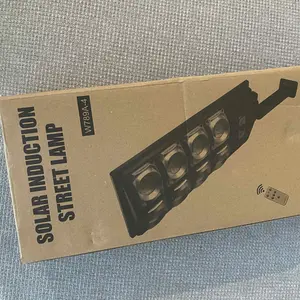 SOLAR INDUCTION
STREET LAMP
W789A-4